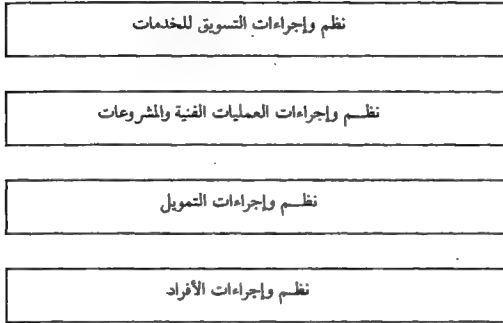 نظم وإجراءات التسويق للخدمات
نظم وإجراءات العمليات الفنية والمشروعات
نظم وإجراءات التمويل
نظم وإجراءات الأفراد